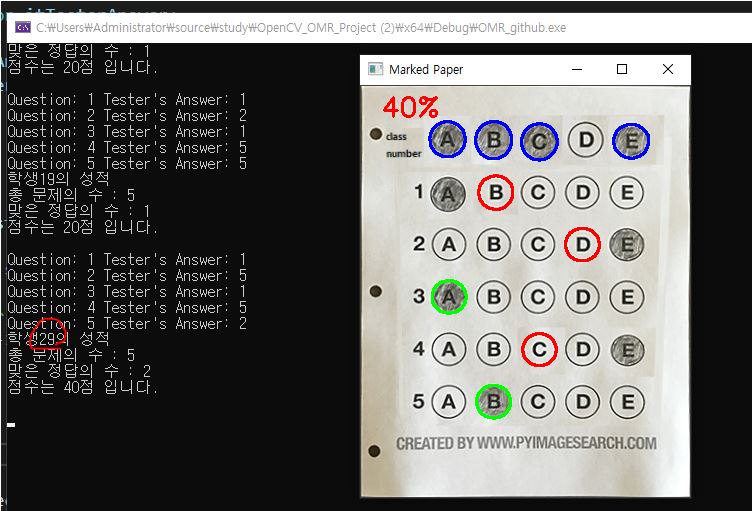 C:\Users\Administrator\source\study\OpenCV_OMR_Project (2)\x64\Debug\OMR_github.exe
맞은 정답의 수 : 1
점수는 20점 입니다.
Question: 1 Tester's Answer: 1
Question: 2 Tester's Answer: 2
Question: 3 Tester's Answer: 1
Question: 4 Tester's Answer: 5
Question: 5 Tester's Answer: 5
학생19의 성적
총 문제의 수 : 5
맞은 정답의 수 : 1
점수는 20점 입니다.
Question: 1 Tester's Answer: 1
Question: 2 Tester's Answer: 5
Question: 3 Tester's Answer: 1
Question: 4 Tester's Answer: 5
Question: 5 Tester's Answer: 2
학생29의 성적
총 문제의 수 : 5
맞은 정답의 수 : 2
점수는 40점 입니다.
Marked Paper
40%
class number A B C D E
1 A B C D E
2 A B C D E
3 A B C D E
4 A B C D E
5 A B C D E
CREATED BY WWW.PYIMAGESEARCH.COM